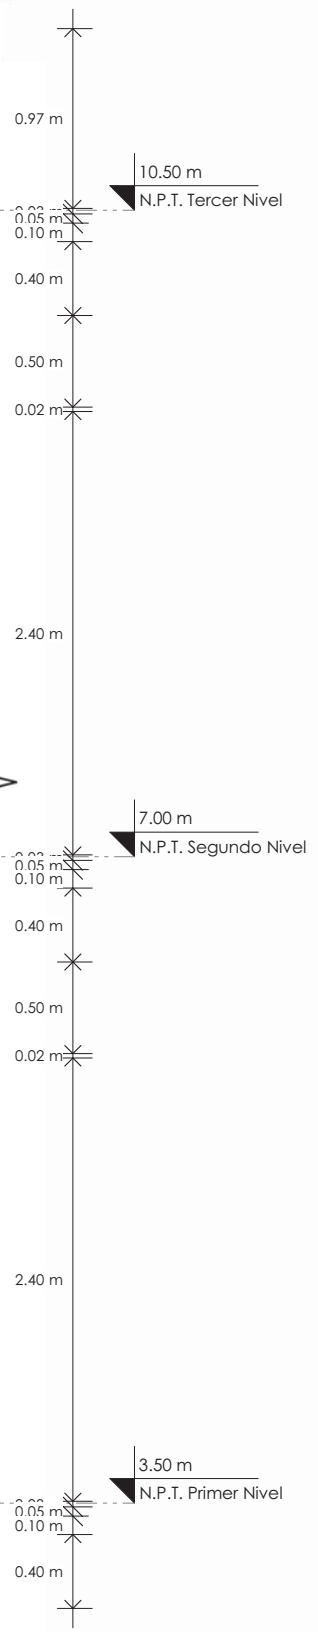 0.97 m
10.50 m
N.P.T. Tercer Nivel
0.05 m
0.10 m
0.40 m
0.50 m
0.02 m
2.40 m
7.00 m
N.P.T. Segundo Nivel
0.05 m
0.10 m
0.40 m
0.50 m
0.02 m
2.40 m
3.50 m
N.P.T. Primer Nivel
0.05 m
0.10 m
0.40 m